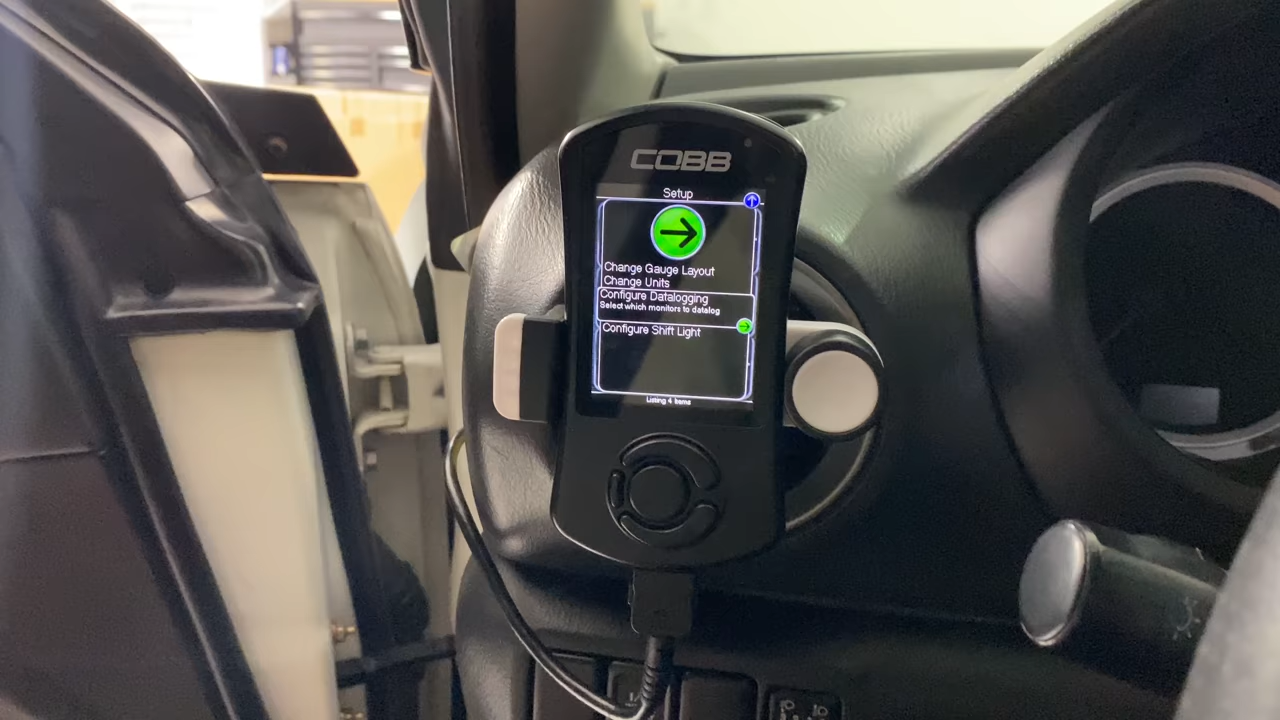 COBB
Setup
Change Gauge Layout
Change Units
Configure Datalogging
Select which monitors to datalog
Configure Shift Light
Listing 4 items